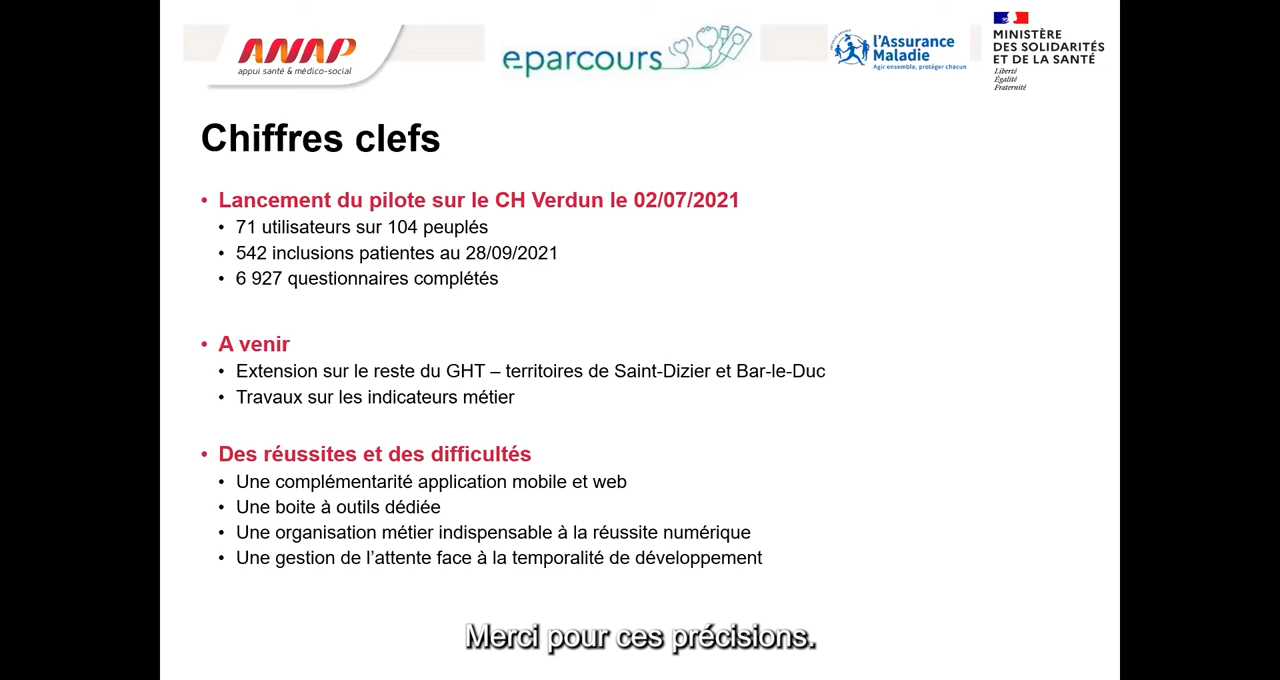 ANAP
appui santé & médico-social
eparcours
l'Assurance
Maladie
Agir ensemble, protéger chacun
MINISTÈRE
DES SOLIDARITÉS
ET DE LA SANTÉ
Liberté
Égalité
Fraternité
Chiffres clefs
• Lancement du pilote sur le CH Verdun le 02/07/2021
• 71 utilisateurs sur 104 peuplés
• 542 inclusions patientes au 28/09/2021
• 6 927 questionnaires complétés
• A venir
• Extension sur le reste du GHT – territoires de Saint-Dizier et Bar-le-Duc
• Travaux sur les indicateurs métier
• Des réussites et des difficultés
• Une complémentarité application mobile et web
• Une boite à outils dédiée
• Une organisation métier indispensable à la réussite numérique
• Une gestion de l'attente face à la temporalité de développement
Merci pour ces précisions.